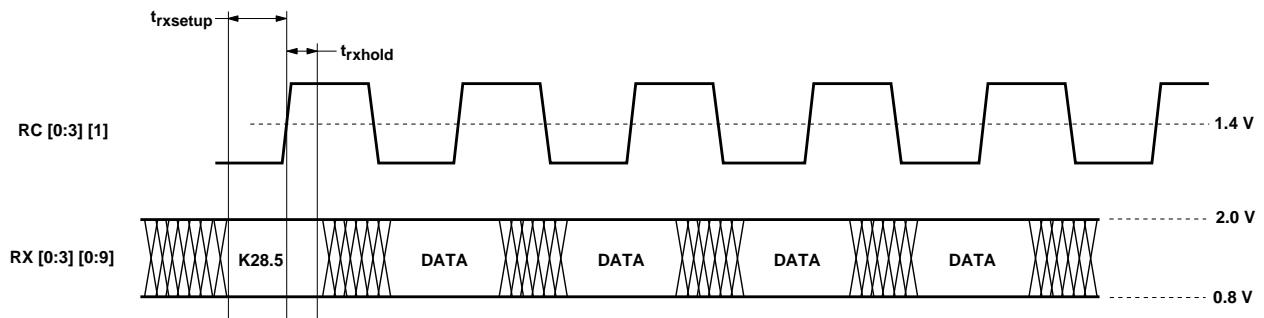 trxsetup
trxhold
RC [0:3] [1]
1.4 V
2.0 V
RX [0:3] [0:9]
K28.5
DATA
DATA
DATA
DATA
0.8 V